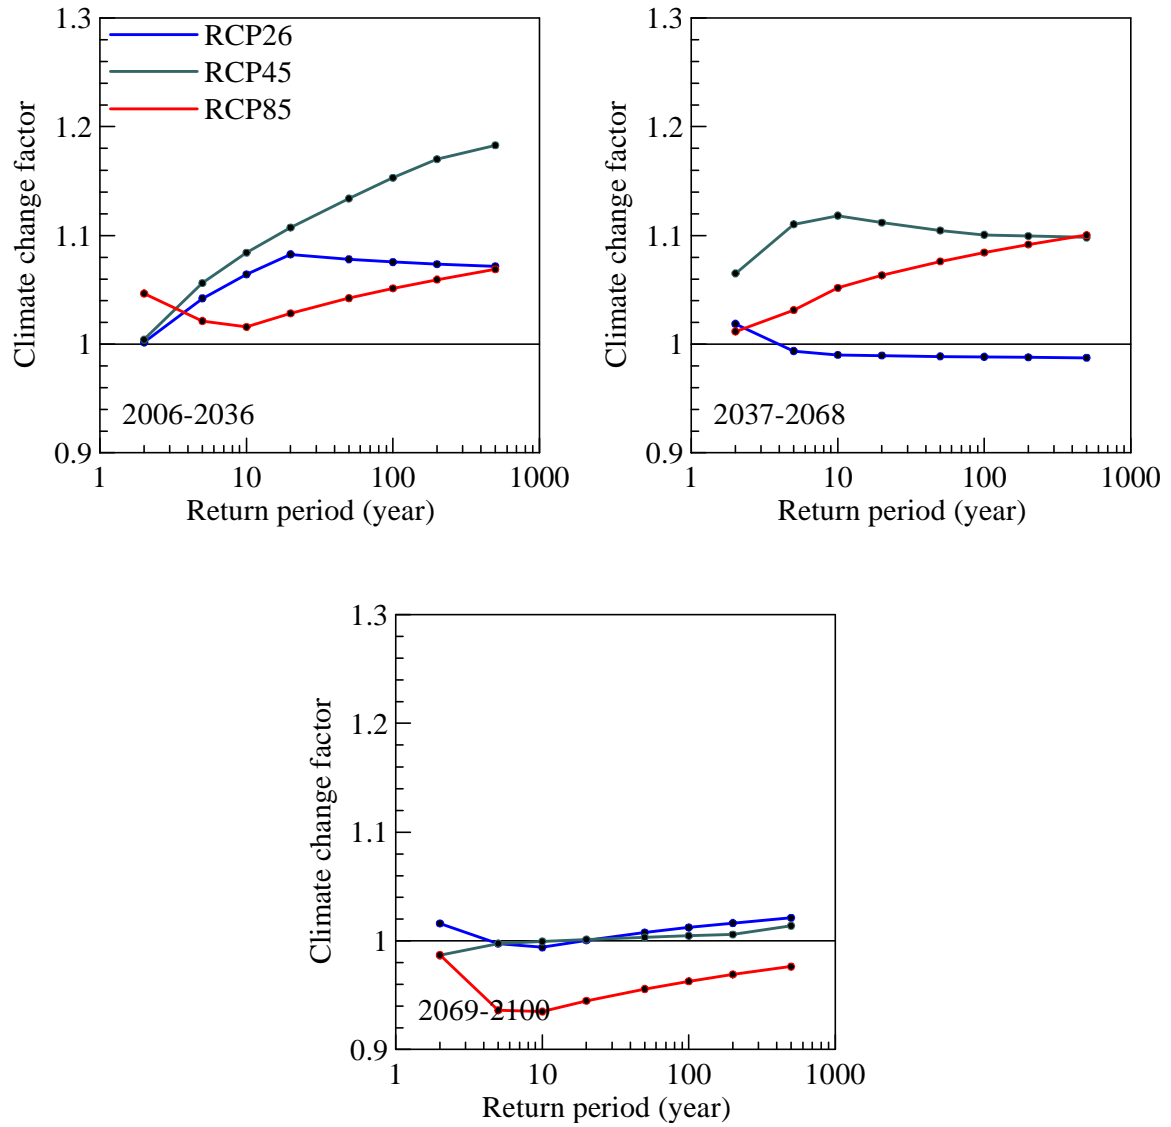 1.3
RCP26
RCP45
1.2
RCP85
Climate change factor
1.1
1
2006-2036
0.9
1 10 100 1000
Return period (year)
1.3
1.2
Climate change factor
1.1
1
2037-2068
0.9
1 10 100 1000
Return period (year)
1.3
1.2
Climate change factor
1.1
1
2069-2100
0.9
1 10 100 1000
Return period (year)